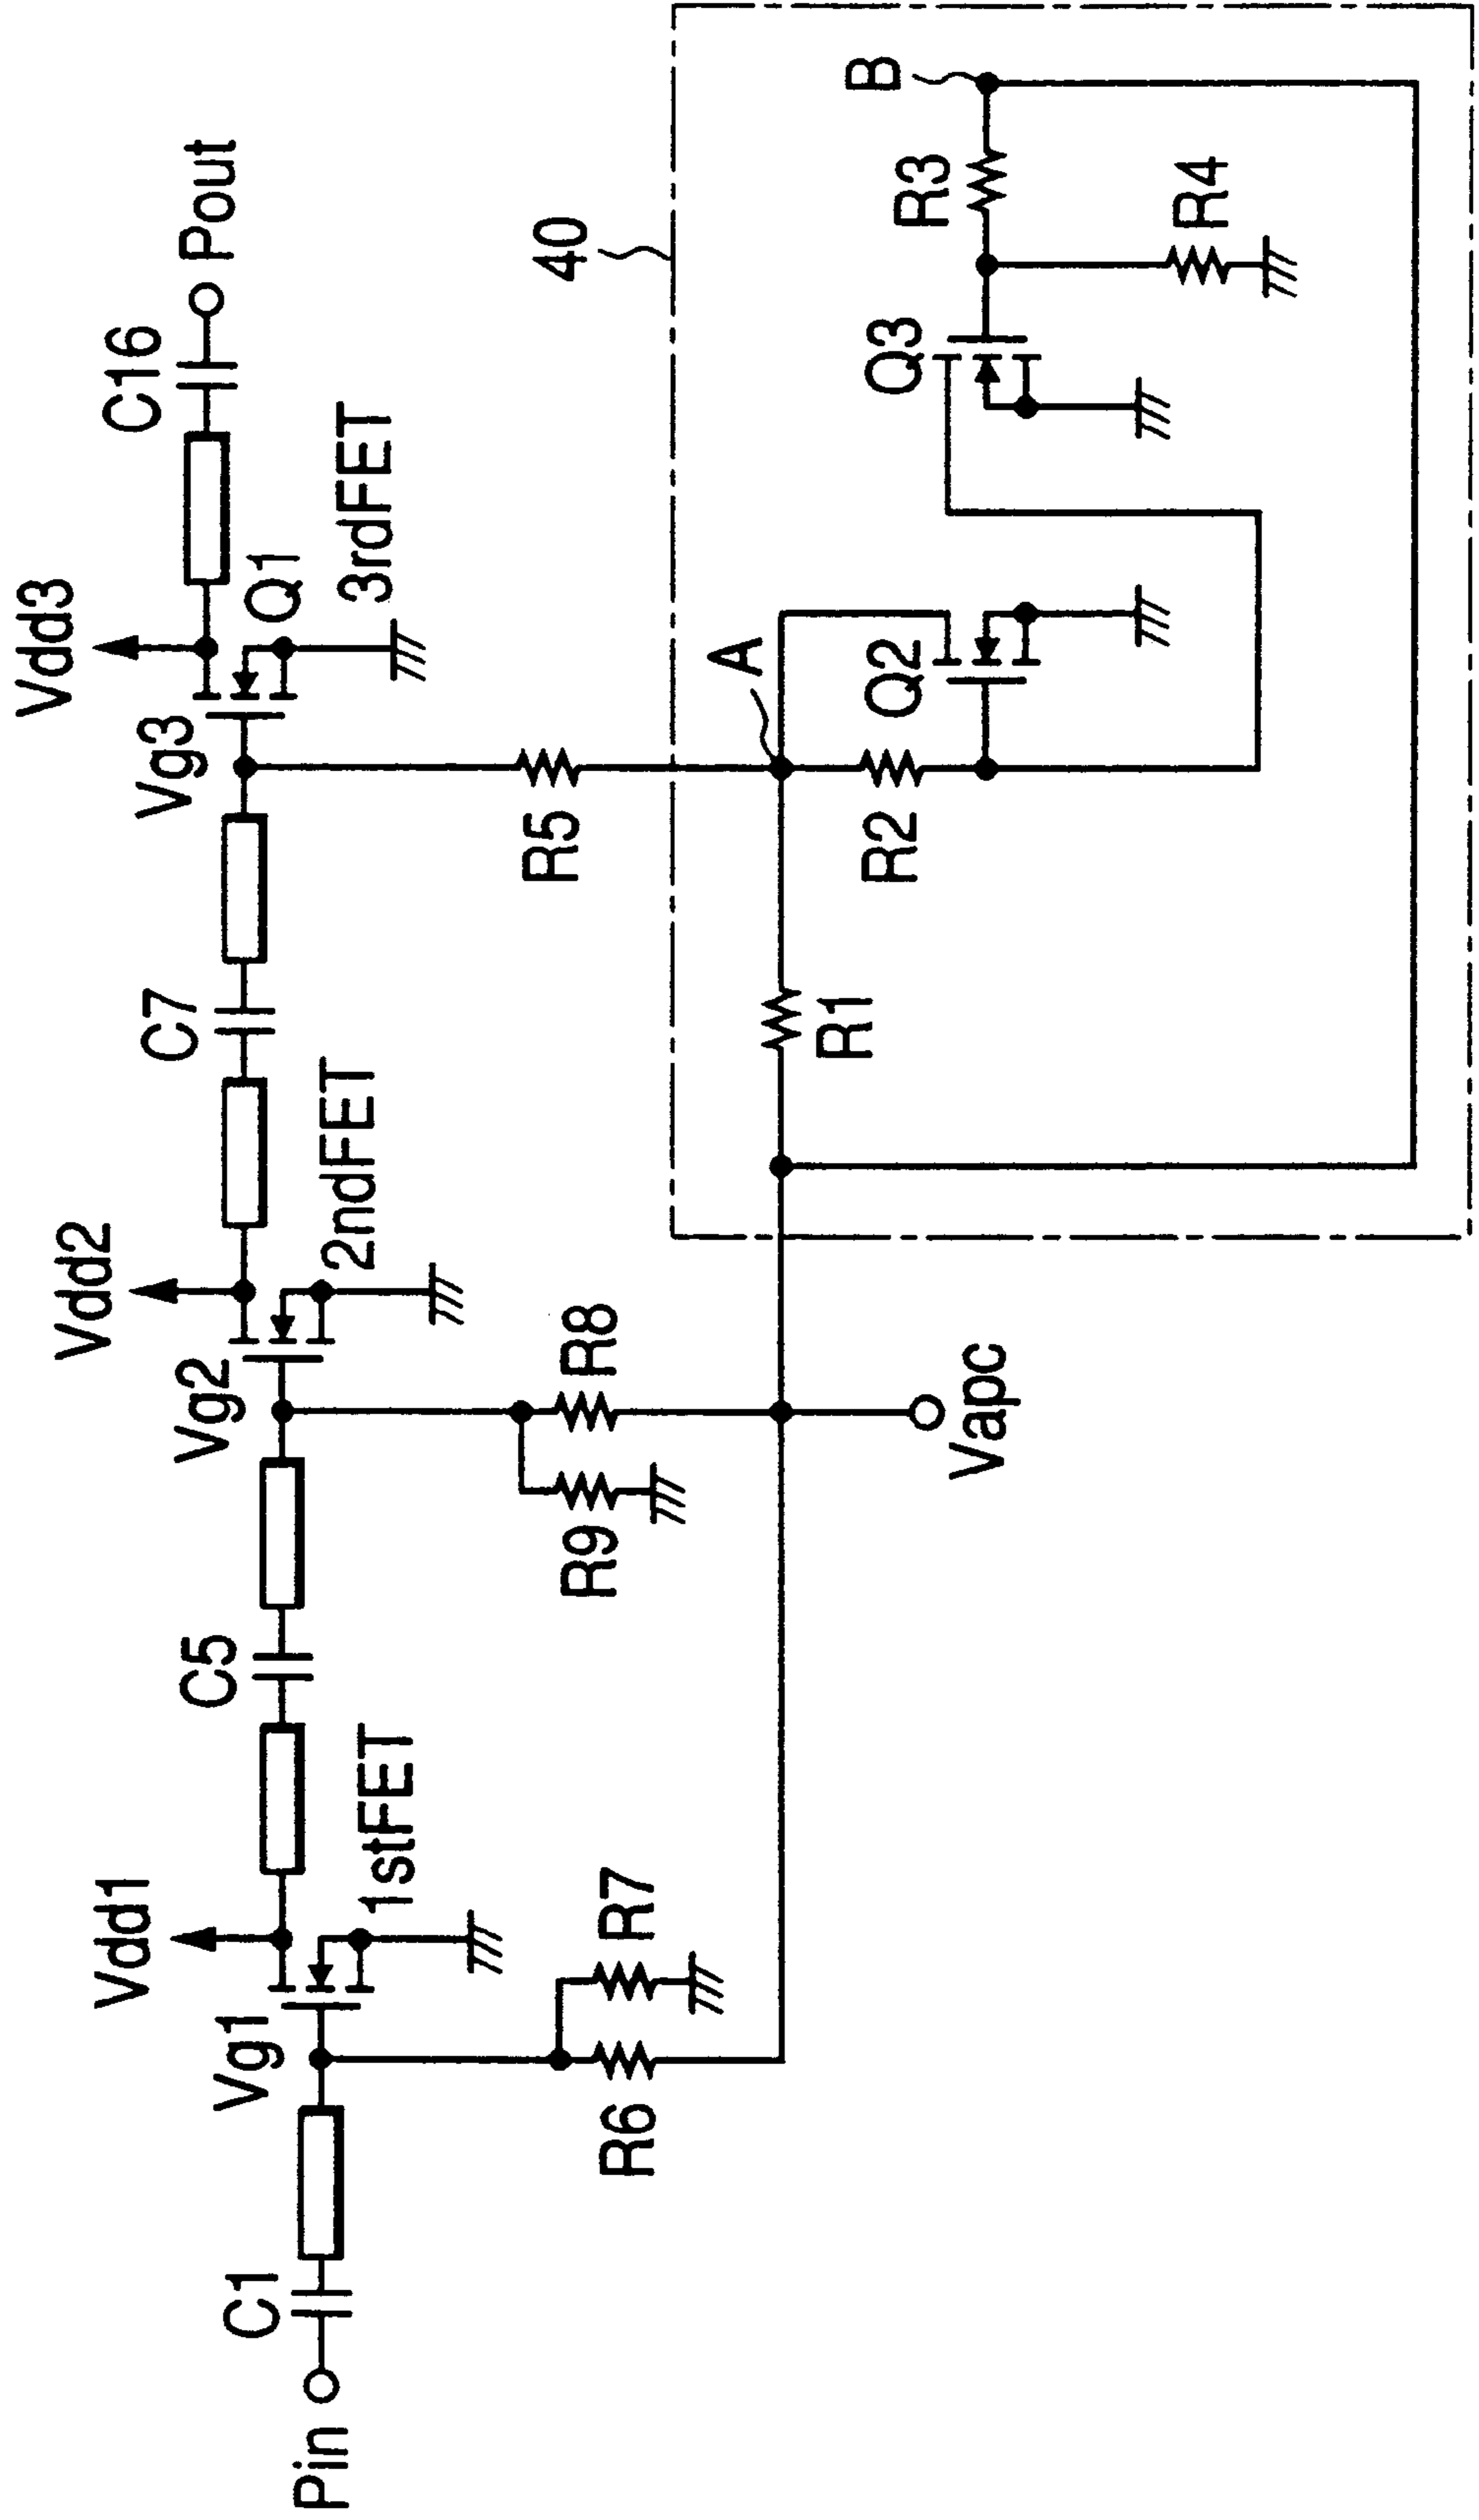 Vdd3
C16
Pout
Vg3
Q1
3rdFET
Vdd2
C7
Vg2
2ndFET
Vdd1
C5
Vg1
1stFET
C1
Pin
40
R5
A
B
R8
R9
R7
R6
R1
R2
Q2
Q3
R3
R4
Vapc